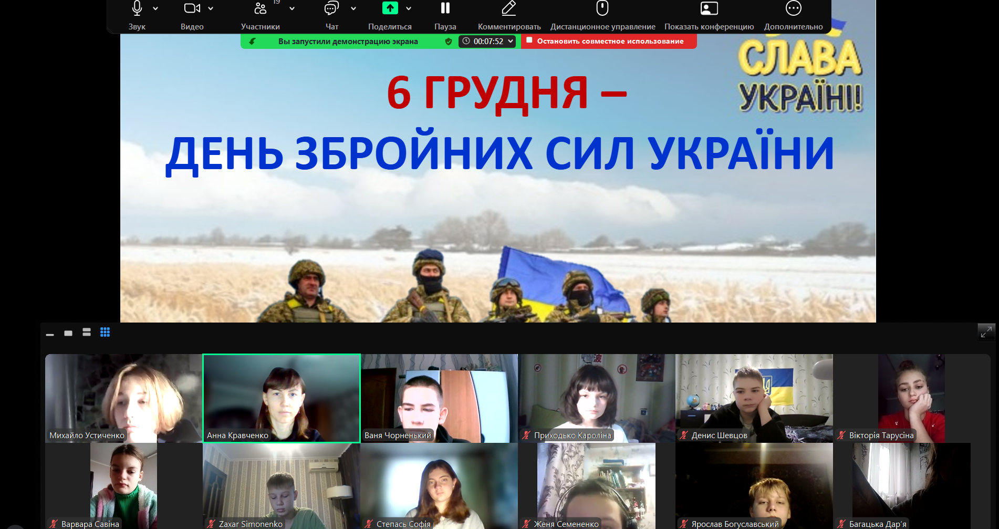 19
Звук
Видео
Участники
Чат
Поделиться
Пауза
Комментировать
Дистанционное управление
Показать конференцию
Дополнительно
Вы запустили демонстрацию экрана
00:07:52
Остановить совместное использование
СЛАВА
УКРАЇНІ!
6 ГРУДНЯ –
ДЕНЬ ЗБРОЙНИХ СИЛ УКРАЇНИ
Михайло Устиченко
Анна Кравченко
Ваня Чорненький
Приходько Кароліна
Денис Шевцов
Вікторія Тарусіна
Варвара Савіна
Zaxar Simonenko
Степась Софія
Женя Семененко
Ярослав Богуславський
Багацька Дар'я